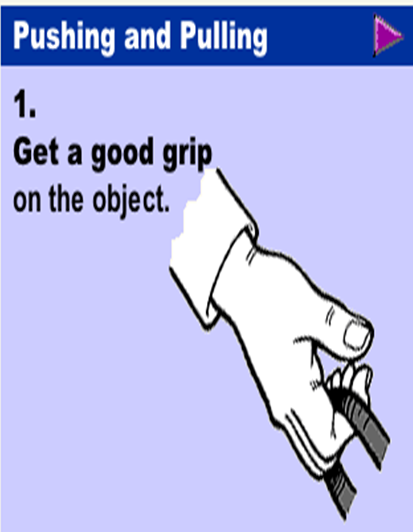 Pushing and Pulling
1.
Get a good grip
on the object.